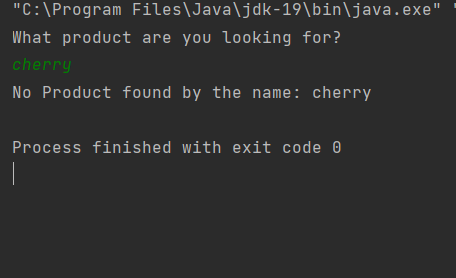 "C:\Program Files\Java\jdk-19\bin\java.exe" "
What product are you looking for?
cherry
No Product found by the name: cherry
Process finished with exit code 0